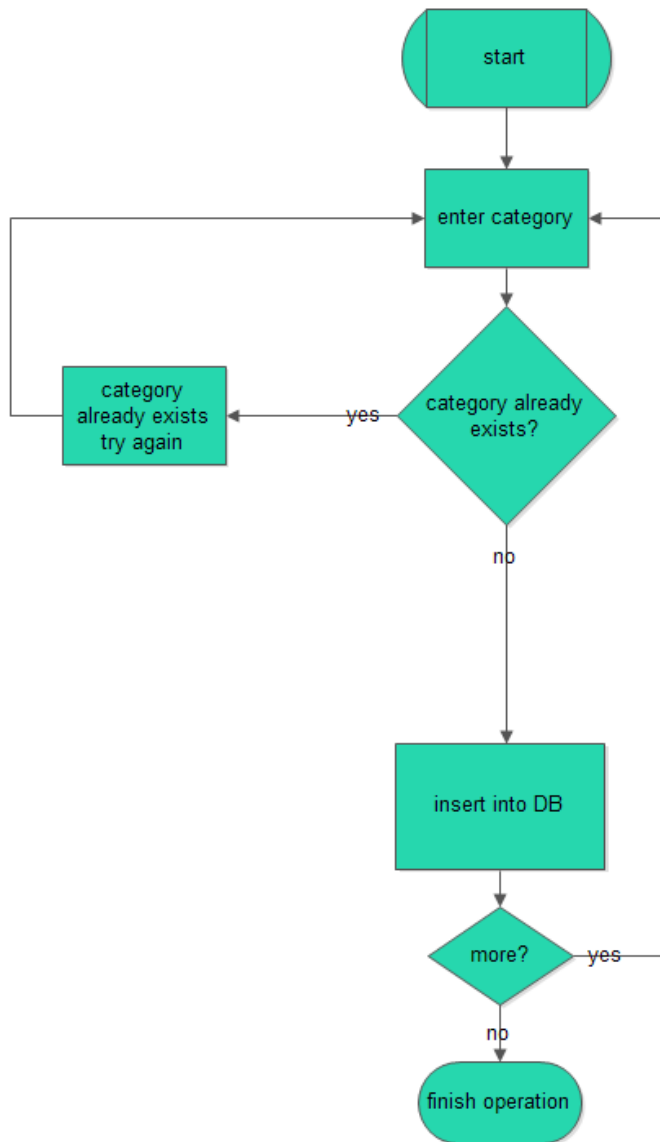 start
enter category
category
already exists
try again
yes
category already
exists?
no
insert into DB
more?
yes
no
finish operation